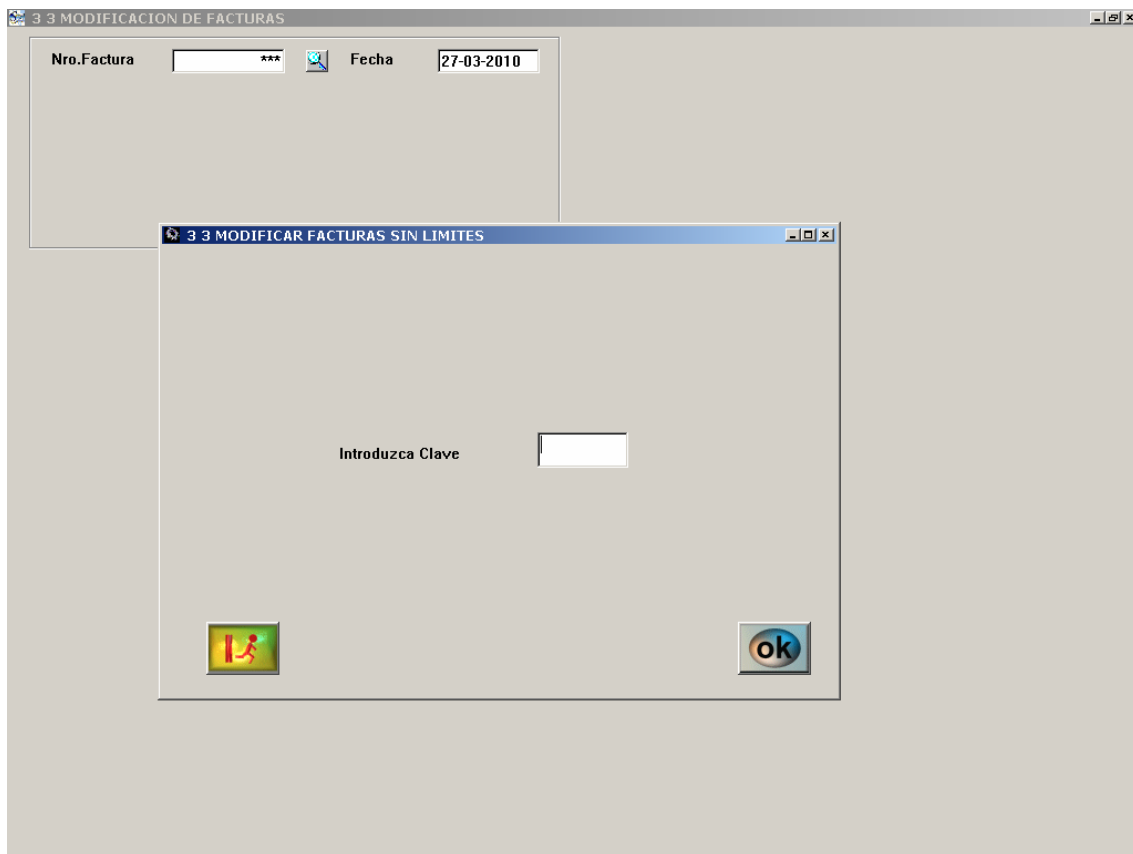 3 3 MODIFICACION DE FACTURAS
Nro.Factura *** Fecha 27-03-2010
3 3 MODIFICAR FACTURAS SIN LIMITES
Introduzca Clave
ok